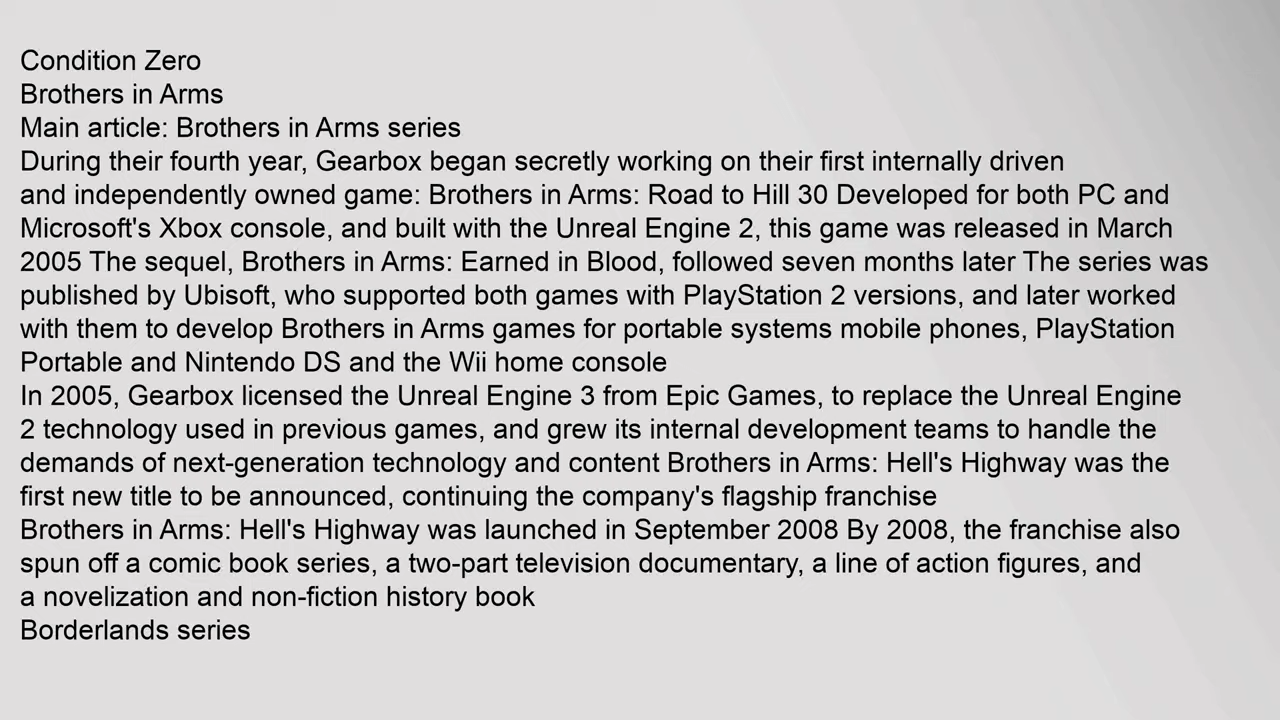 Condition Zero
Brothers in Arms
Main article: Brothers in Arms series
During their fourth year, Gearbox began secretly working on their first internally driven
and independently owned game: Brothers in Arms: Road to Hill 30 Developed for both PC and
Microsoft's Xbox console, and built with the Unreal Engine 2, this game was released in March
2005 The sequel, Brothers in Arms: Earned in Blood, followed seven months later The series was
published by Ubisoft, who supported both games with PlayStation 2 versions, and later worked
with them to develop Brothers in Arms games for portable systems mobile phones, PlayStation
Portable and Nintendo DS and the Wii home console
In 2005, Gearbox licensed the Unreal Engine 3 from Epic Games, to replace the Unreal Engine
2 technology used in previous games, and grew its internal development teams to handle the
demands of next-generation technology and content Brothers in Arms: Hell's Highway was the
first new title to be announced, continuing the company's flagship franchise
Brothers in Arms: Hell's Highway was launched in September 2008 By 2008, the franchise also
spun off a comic book series, a two-part television documentary, a line of action figures, and
a novelization and non-fiction history book
Borderlands series